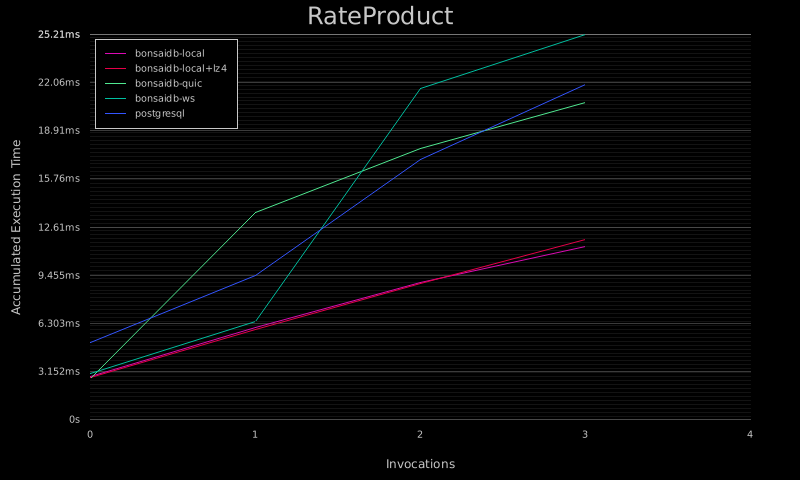 RateProduct
25.21ms
22.06ms
18.91ms
15.76ms
12.61ms
9.455ms
6.303ms
3.152ms
0s
bonsaidb-local
bonsaidb-local+lz4
bonsaidb-quic
bonsaidb-ws
postgresql
Accumulated Execution Time
0 1 2 3 4
Invocations